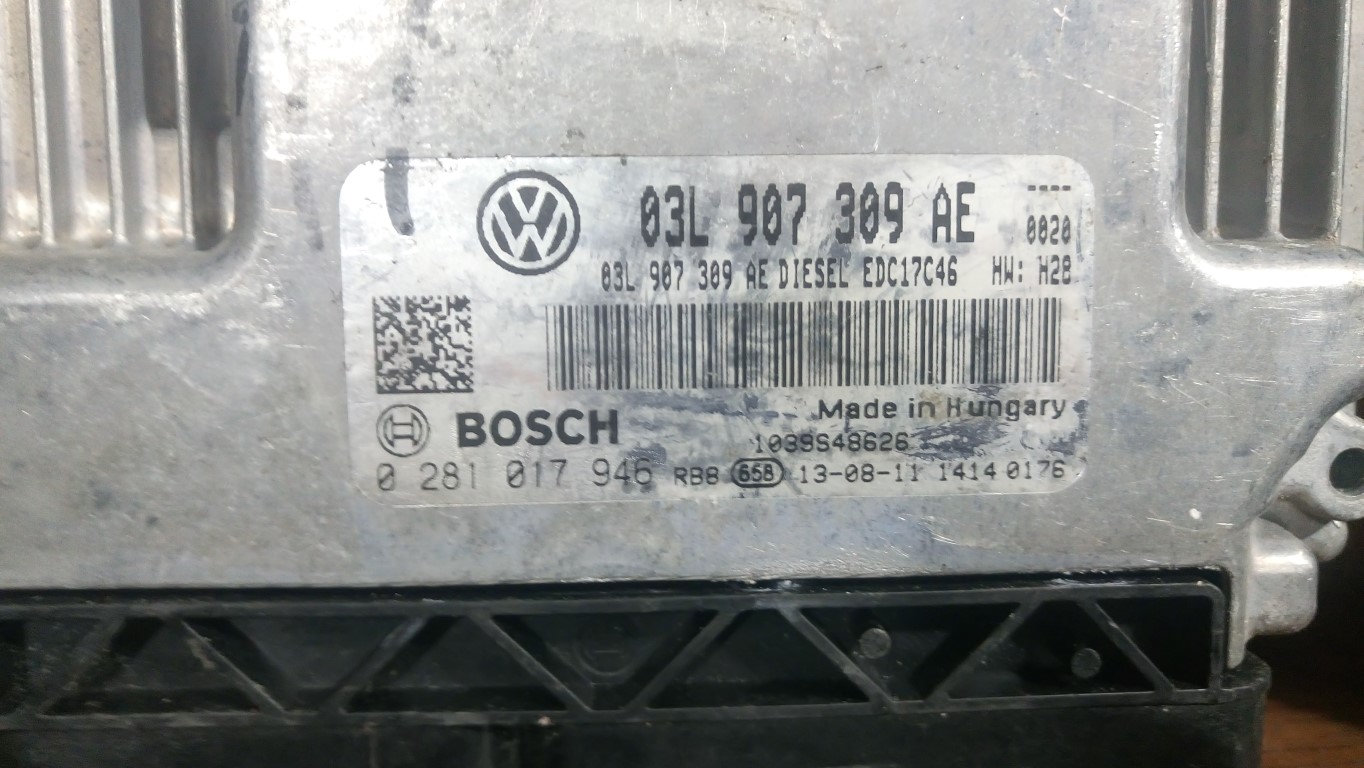 03L 907 309 AE
----
0020
03L 907 309 AE DIESEL EDC17C46 HW: H28
Made in Hungary
BOSCH
1039S48626
0 281 017 946 RB8 658 13-08-11 1414 0176